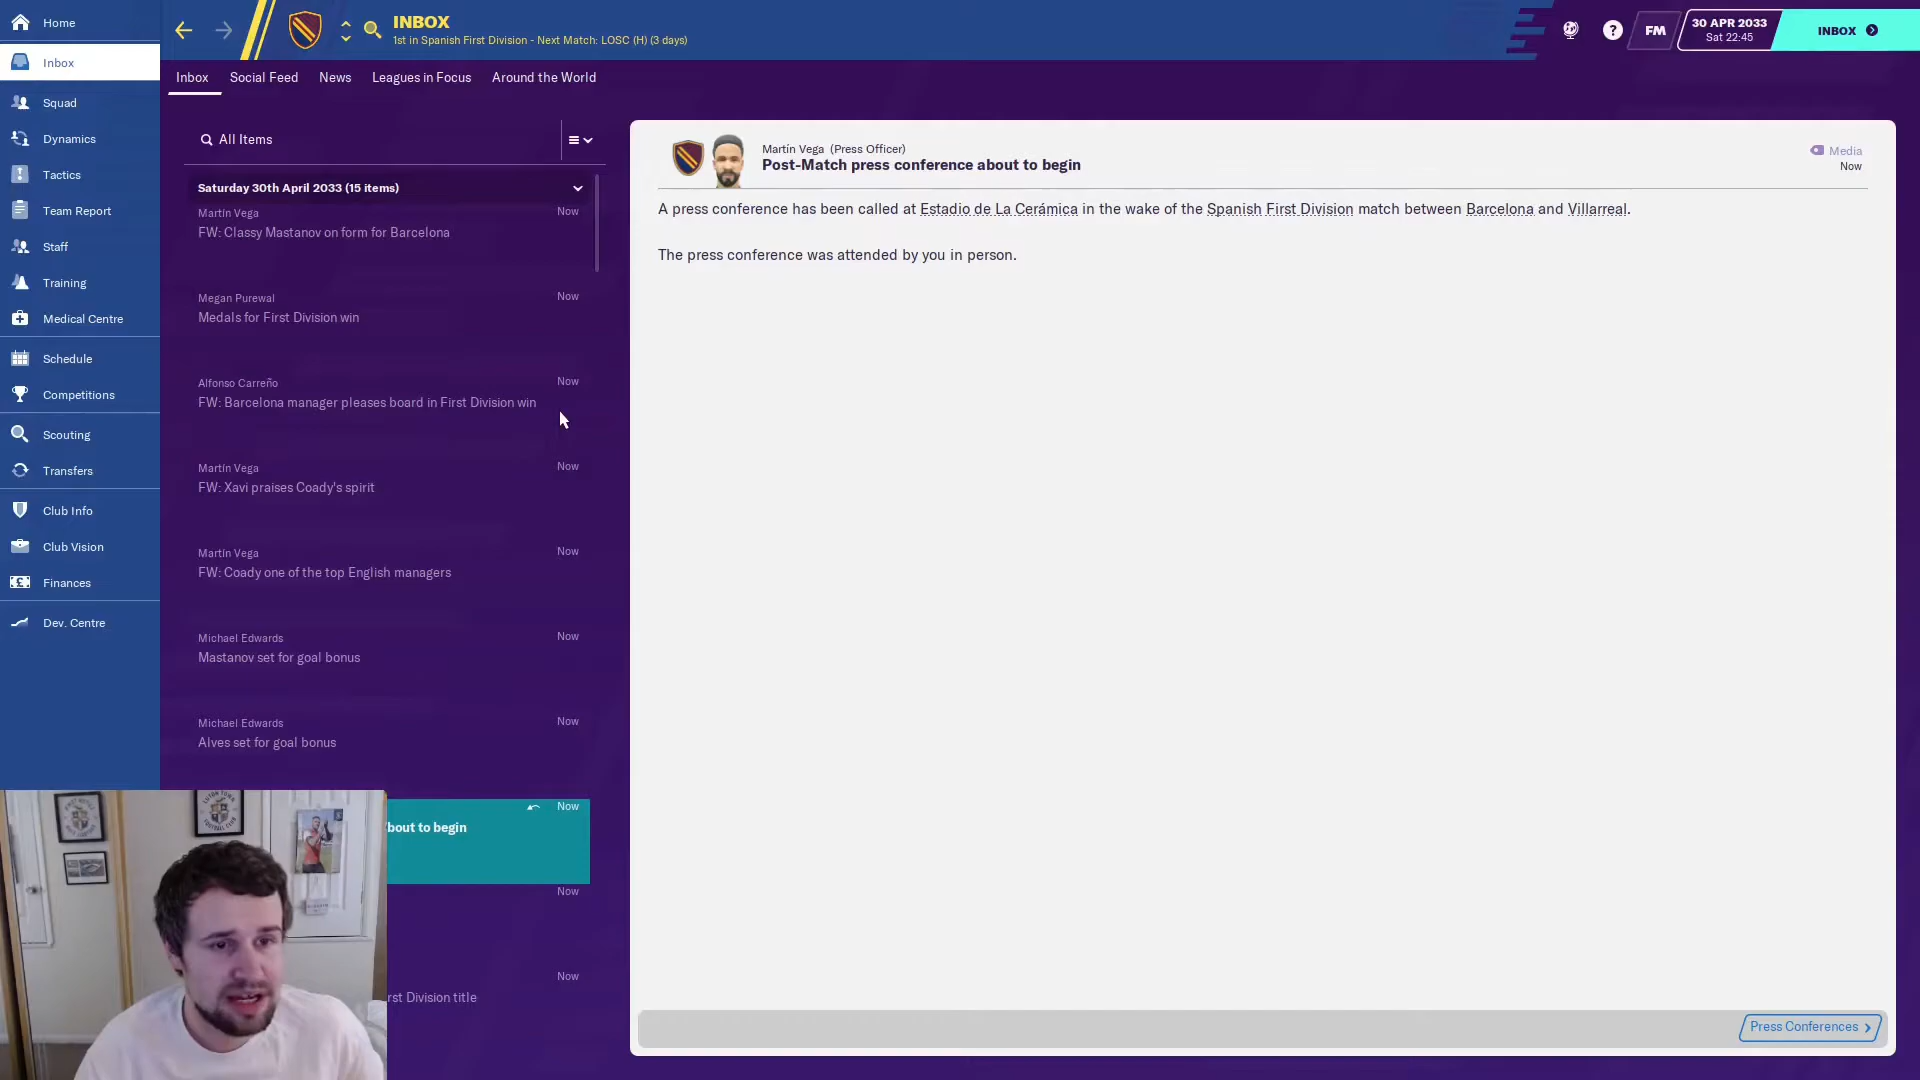 Home
Inbox
Squad
Dynamics
Tactics
Team Report
Staff
Training
Medical Centre
Schedule
Competitions
Scouting
Transfers
Club Info
Club Vision
Finances
Dev. Centre
INBOX
1st in Spanish First Division - Next Match: LOSC (H) (3 days)
?
FM
30 APR 2033
Sat 22:45
INBOX
Inbox
Social Feed
News
Leagues in Focus
Around the World
All Items
Saturday 30th April 2033 (15 items)
Martín Vega
Now
FW: Classy Mastanov on form for Barcelona
Megan Purewal
Now
Medals for First Division win
Alfonso Carreño
Now
FW: Barcelona manager pleases board in First Division win
Martín Vega
Now
FW: Xavi praises Coady's spirit
Martín Vega
Now
FW: Coady one of the top English managers
Michael Edwards
Now
Mastanov set for goal bonus
Michael Edwards
Now
Alves set for goal bonus
Now
bout to begin
Now
Now
rst Division title
Martín Vega (Press Officer)
Post-Match press conference about to begin
Media
Now
A press conference has been called at Estadio de La Cerámica in the wake of the Spanish First Division match between Barcelona and Villarreal.
The press conference was attended by you in person.
Press Conferences